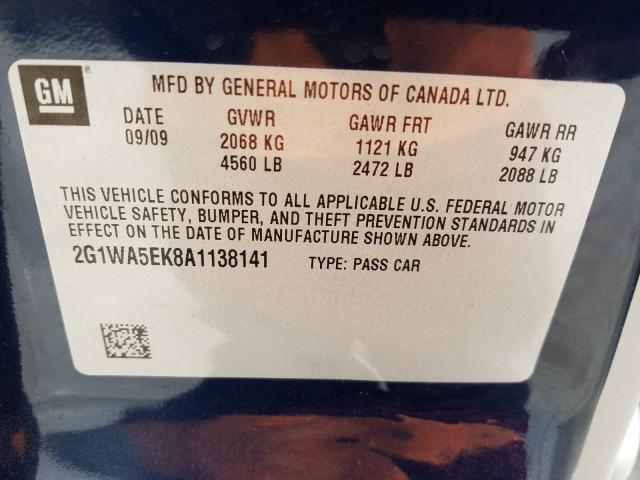 GM® MFD BY GENERAL MOTORS OF CANADA LTD.
DATE GVWR GAWR FRT GAWR RR
09/09 2068 KG 1121 KG 947 KG
4560 LB 2472 LB 2088 LB
THIS VEHICLE CONFORMS TO ALL APPLICABLE U.S. FEDERAL MOTOR
VEHICLE SAFETY, BUMPER, AND THEFT PREVENTION STANDARDS IN
EFFECT ON THE DATE OF MANUFACTURE SHOWN ABOVE.
2G1WA5EK8A1138141 TYPE: PASS CAR